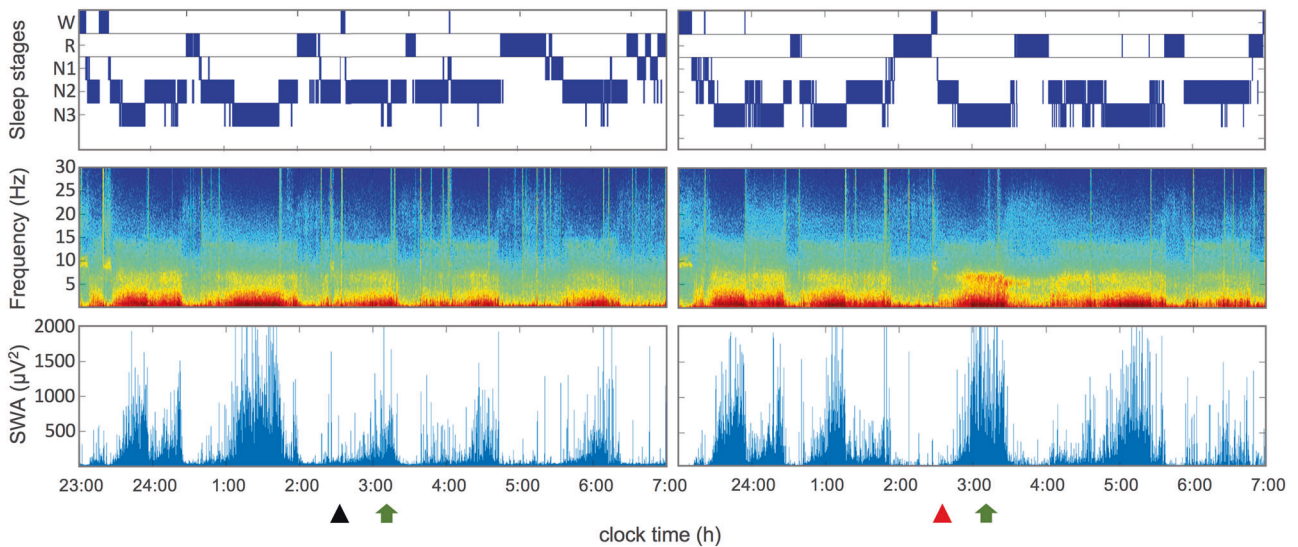 Sleep stages
W
R
N1
N2
N3
Frequency (Hz)
30
25
20
15
10
5
SWA (µV²)
2000
1500
1000
500
23:00 24:00 1:00 2:00 3:00 4:00 5:00 6:00 7:00
24:00 1:00 2:00 3:00 4:00 5:00 6:00 7:00
clock time (h)